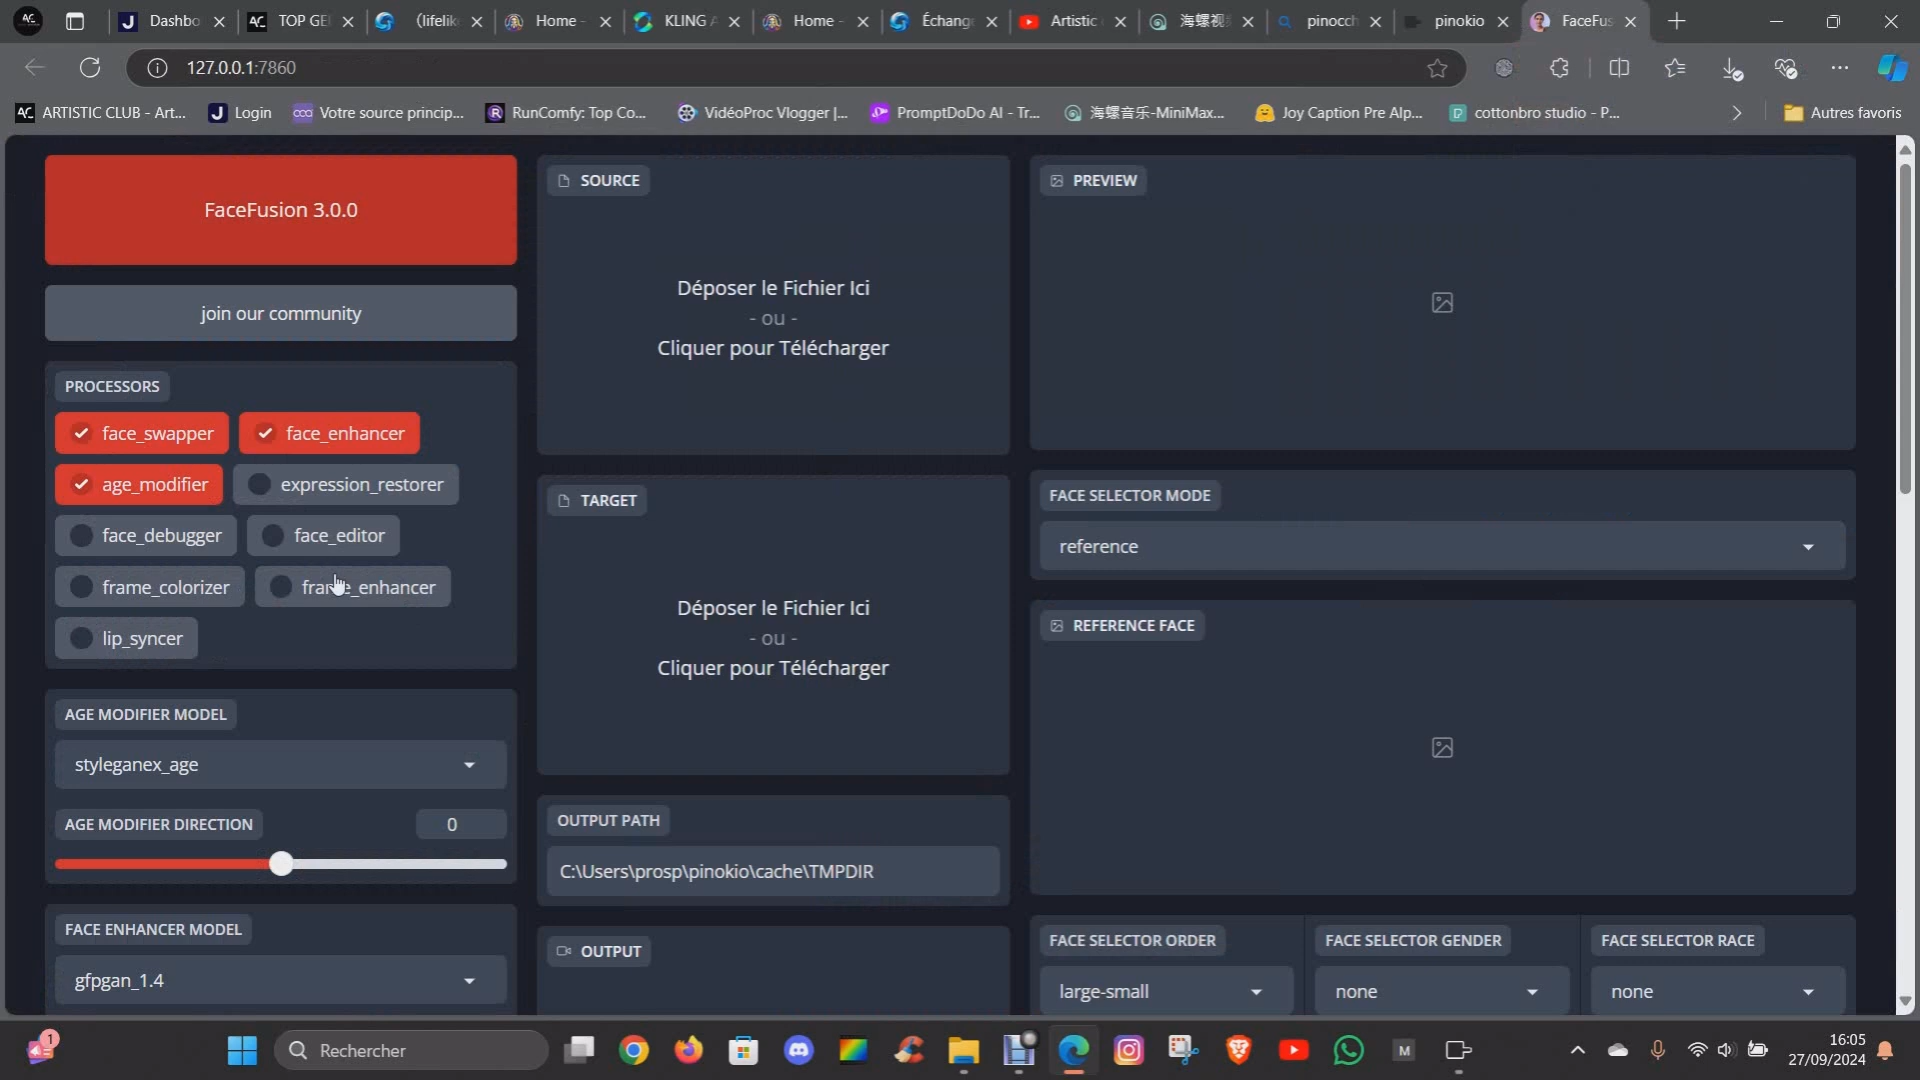 Dashbo
TOP GE
(lifelik
Home -
KLING A
Home -
Échang
Artistic
海螺视
pinocch
pinokio
FaceFus
127.0.0.1:7860
ARTISTIC CLUB - Art...
Login
Votre source princip...
RunComfy: Top Co...
VidéoProc Vlogger |...
PromptDoDo AI - Tr...
海螺音乐-MiniMax...
Joy Caption Pre Alp...
cottonbro studio - P...
Autres favoris
FaceFusion 3.0.0
join our community
PROCESSORS
face_swapper
face_enhancer
age_modifier
expression_restorer
face_debugger
face_editor
frame_colorizer
frame_enhancer
lip_syncer
AGE MODIFIER MODEL
styleganex_age
AGE MODIFIER DIRECTION
0
FACE ENHANCER MODEL
gfpgan_1.4
SOURCE
Déposer le Fichier Ici
- ou -
Cliquer pour Télécharger
TARGET
Déposer le Fichier Ici
- ou -
Cliquer pour Télécharger
OUTPUT PATH
C:\Users\prosp\pinokio\cache\TMPDIR
OUTPUT
PREVIEW
FACE SELECTOR MODE
reference
REFERENCE FACE
FACE SELECTOR ORDER
large-small
FACE SELECTOR GENDER
none
FACE SELECTOR RACE
none
1
Rechercher
M
16:05
27/09/2024